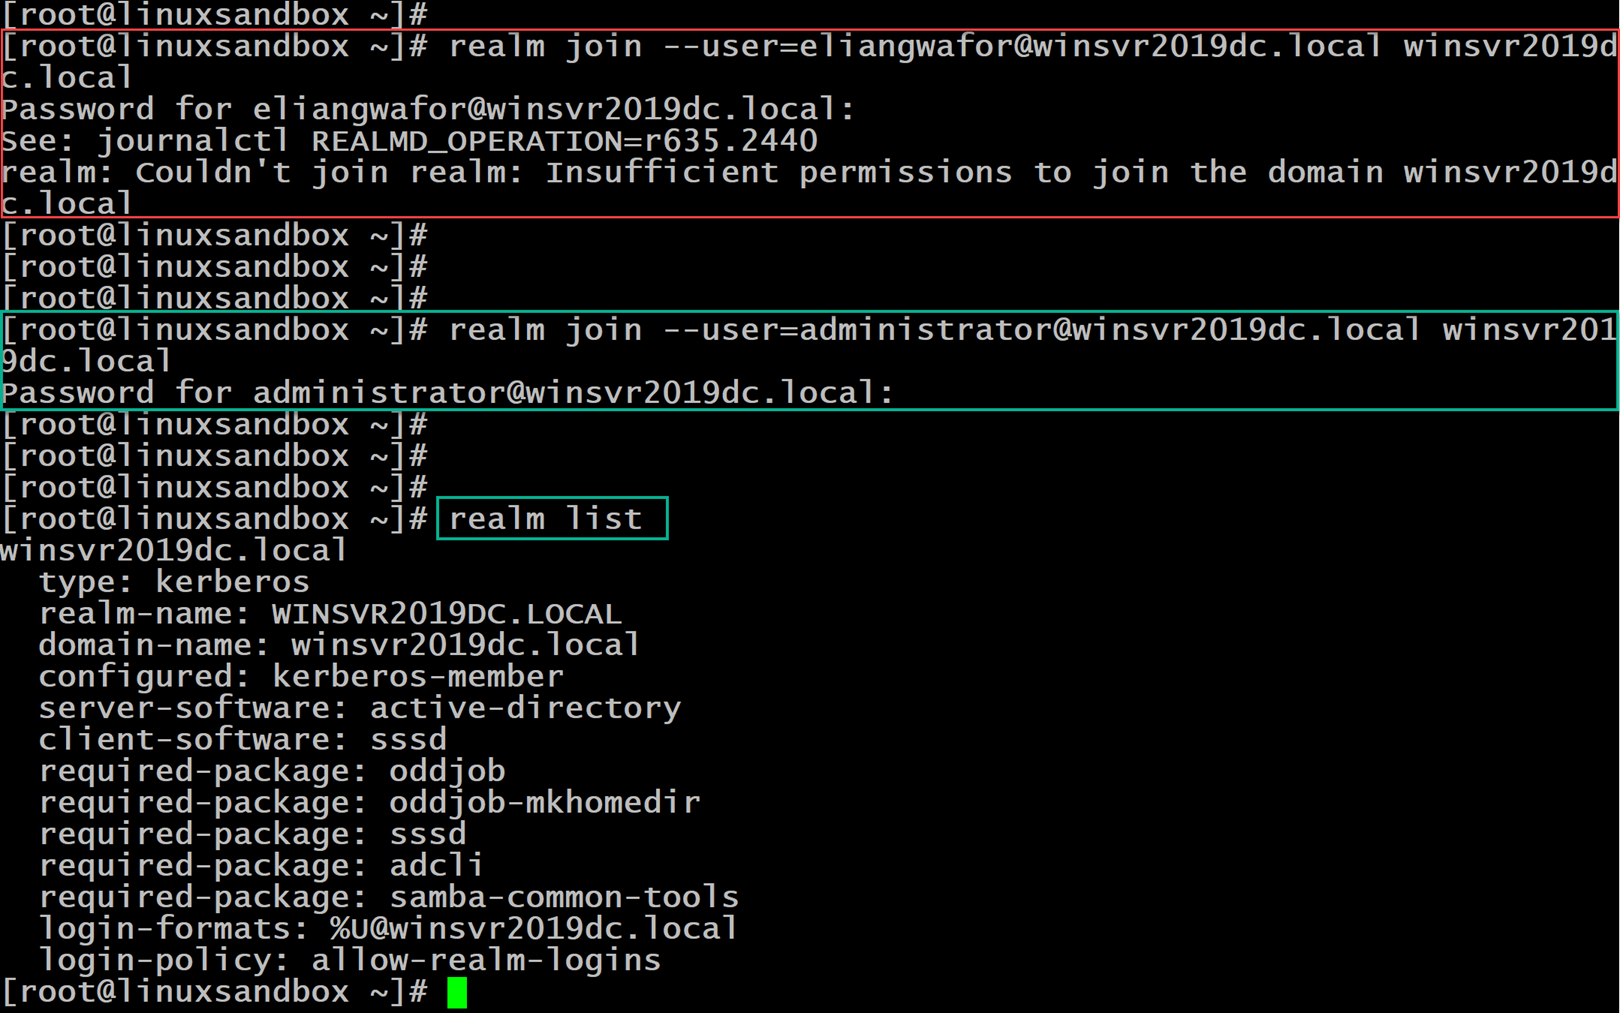 [root@linuxsandbox ~]#
[root@linuxsandbox ~]# realm join --user=eliangwafor@winsvr2019dc.local winsvr2019d
c.local
Password for eliangwafor@winsvr2019dc.local:
See: journalctl REALMD_OPERATION=r635.2440
realm: Couldn't join realm: Insufficient permissions to join the domain winsvr2019d
c.local
[root@linuxsandbox ~]#
[root@linuxsandbox ~]#
[root@linuxsandbox ~]#
[root@linuxsandbox ~]# realm join --user=administrator@winsvr2019dc.local winsvr201
9dc.local
Password for administrator@winsvr2019dc.local:
[root@linuxsandbox ~]#
[root@linuxsandbox ~]#
[root@linuxsandbox ~]#
[root@linuxsandbox ~]# realm list
winsvr2019dc.local
  type: kerberos
  realm-name: WINSVR2019DC.LOCAL
  domain-name: winsvr2019dc.local
  configured: kerberos-member
  server-software: active-directory
  client-software: sssd
  required-package: oddjob
  required-package: oddjob-mkhomedir
  required-package: sssd
  required-package: adcli
  required-package: samba-common-tools
  login-formats: %U@winsvr2019dc.local
  login-policy: allow-realm-logins
[root@linuxsandbox ~]#